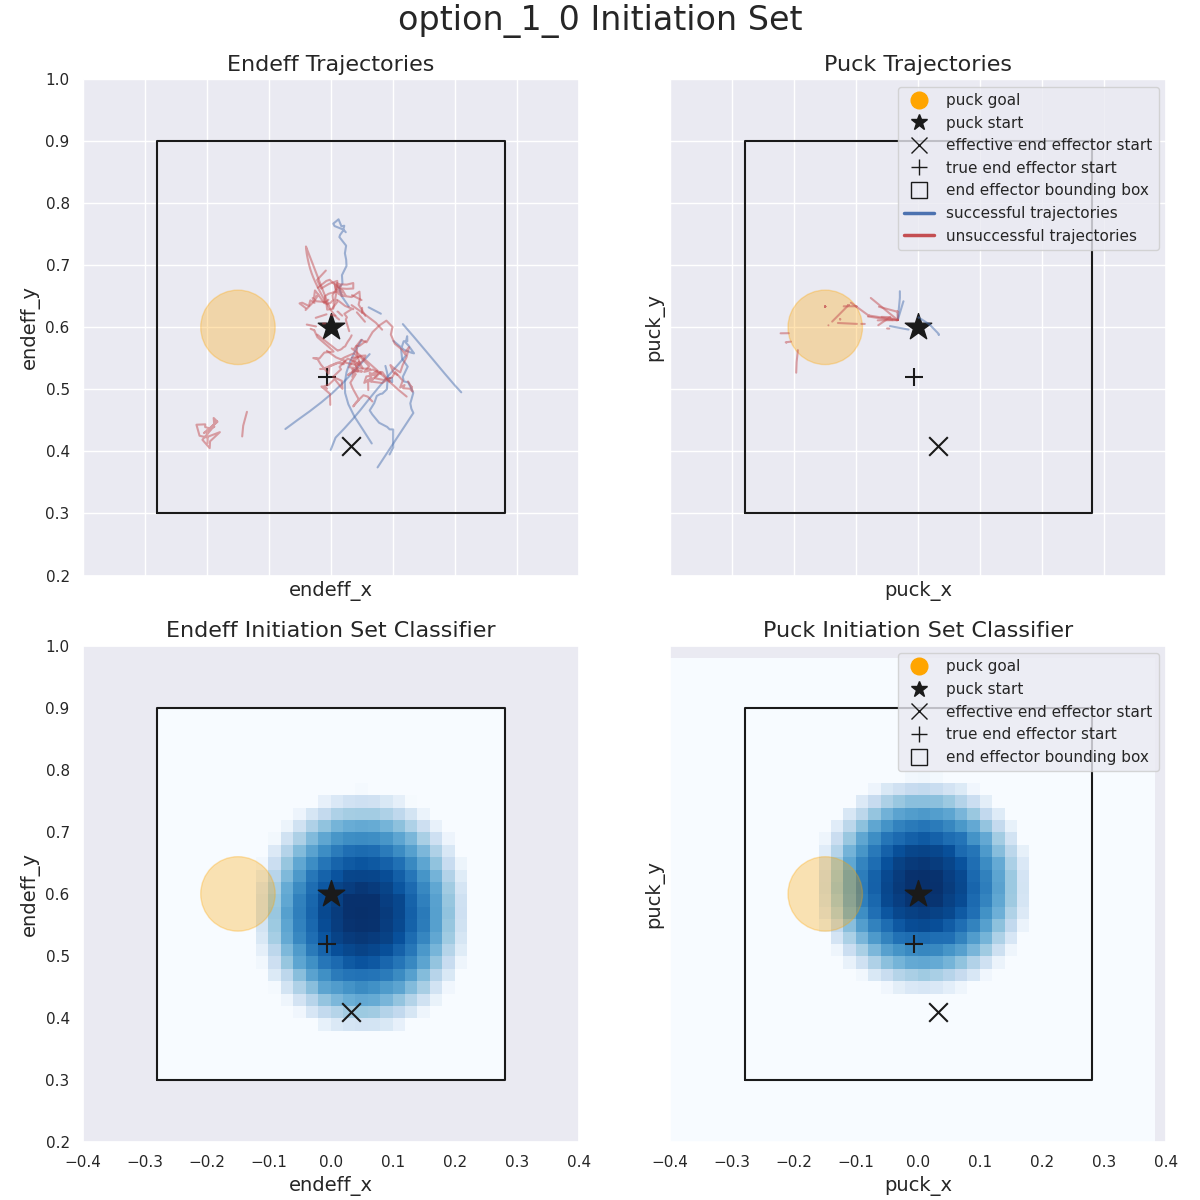 option_1_0 Initiation Set
Endeff Trajectories
Puck Trajectories
1.0
0.9
0.8
0.7
0.6
0.5
0.4
0.3
0.2
endeff_y
endeff_x
puck_y
puck_x
puck goal
puck start
effective end effector start
true end effector start
end effector bounding box
successful trajectories
unsuccessful trajectories
Endeff Initiation Set Classifier
Puck Initiation Set Classifier
1.0
0.9
0.8
0.7
0.6
0.5
0.4
0.3
0.2
endeff_y
−0.4 −0.3 −0.2 −0.1 0.0 0.1 0.2 0.3 0.4
endeff_x
puck_y
puck goal
puck start
effective end effector start
true end effector start
end effector bounding box
−0.4 −0.3 −0.2 −0.1 0.0 0.1 0.2 0.3 0.4
puck_x